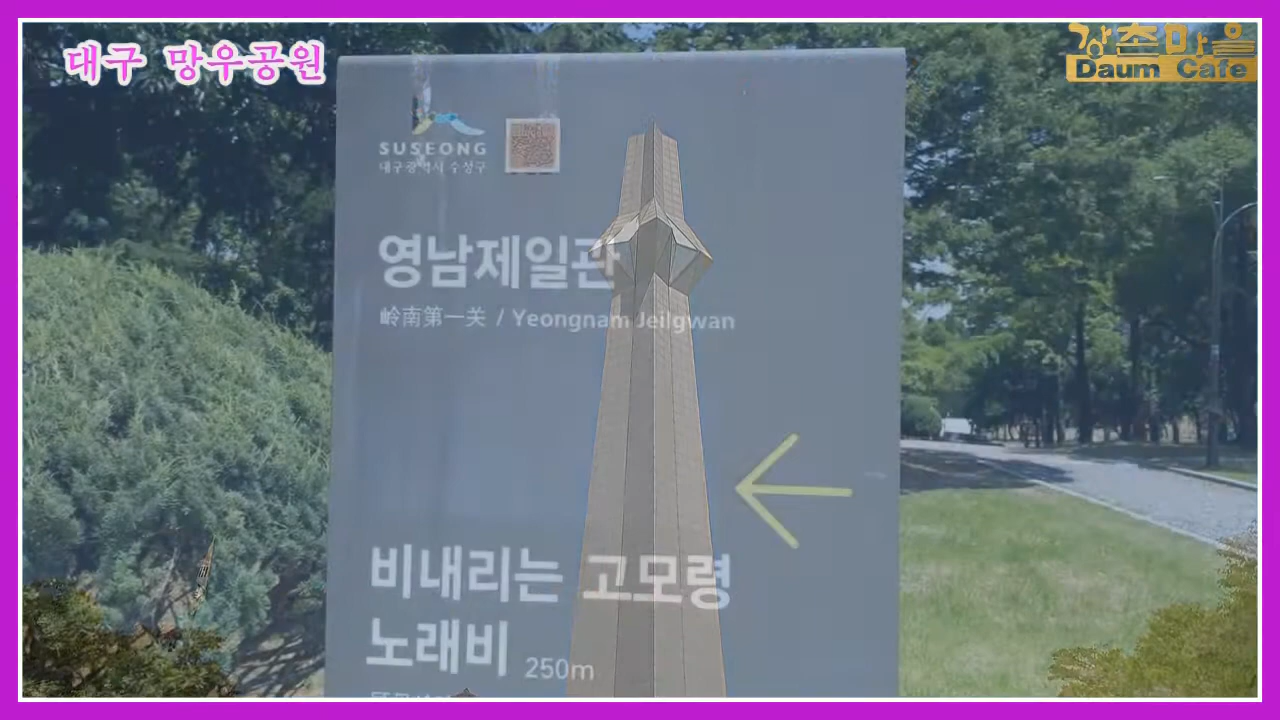 대구 망우공원
강촌마을
Daum Cafe
SUSEONG
대구광역시 수성구
영남제일관
岭南第一关 / Yeongnam Jeilgwan
비내리는 고모령
노래비 250m